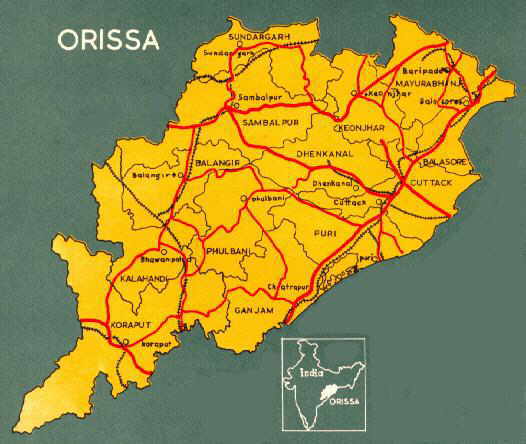 ORISSA
SUNDARGARH
Sundargarh
Baripada
MAYURABHANJ
Keonjhar
Balasore
Sambalpur
SAMBALPUR
KEONJHAR
DHENKANAL
BALANGIR
BALASORE
Balangir
Dhenkanal
CUTTACK
phulbani
Cuttack
PURI
PHULBANI
Bhawanpatna
puri
KALAHANDI
Chatrapur
GANJAM
KORAPUT
koraput
India
ORISSA